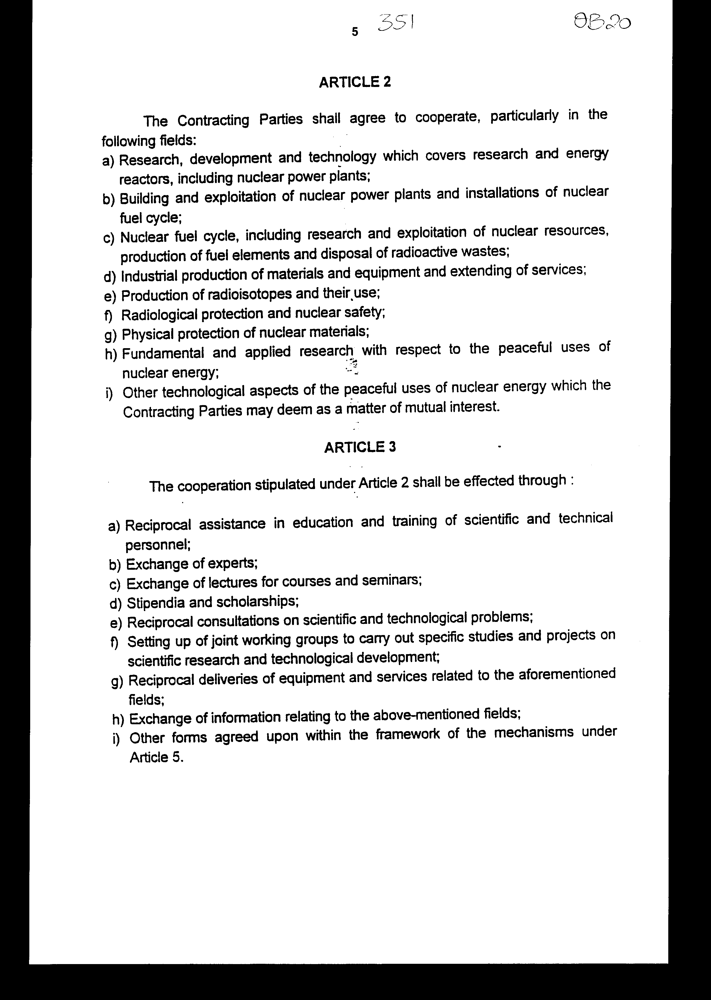 5 351 ӨB20
ARTICLE 2
The Contracting Parties shall agree to cooperate, particularly in the
following fields:
a) Research, development and technology which covers research and energy
reactors, including nuclear power plants;
b) Building and exploitation of nuclear power plants and installations of nuclear
fuel cycle;
c) Nuclear fuel cycle, including research and exploitation of nuclear resources,
production of fuel elements and disposal of radioactive wastes;
d) Industrial production of materials and equipment and extending of services;
e) Production of radioisotopes and their use;
f) Radiological protection and nuclear safety;
g) Physical protection of nuclear materials;
h) Fundamental and applied research with respect to the peaceful uses of
nuclear energy;
i) Other technological aspects of the peaceful uses of nuclear energy which the
Contracting Parties may deem as a matter of mutual interest.
ARTICLE 3
The cooperation stipulated under Article 2 shall be effected through :
a) Reciprocal assistance in education and training of scientific and technical
personnel;
b) Exchange of experts;
c) Exchange of lectures for courses and seminars;
d) Stipendia and scholarships;
e) Reciprocal consultations on scientific and technological problems;
f) Setting up of joint working groups to carry out specific studies and projects on
scientific research and technological development;
g) Reciprocal deliveries of equipment and services related to the aforementioned
fields;
h) Exchange of information relating to the above-mentioned fields;
i) Other forms agreed upon within the framework of the mechanisms under
Article 5.